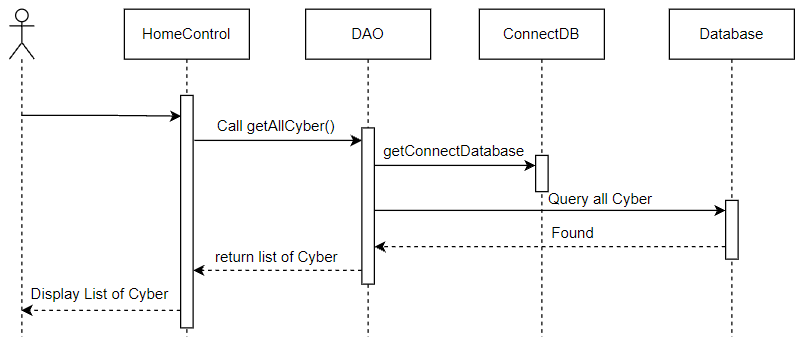 HomeControl
DAO
ConnectDB
Database
Call getAllCyber()
getConnectDatabase
Query all Cyber
Found
return list of Cyber
Display List of Cyber